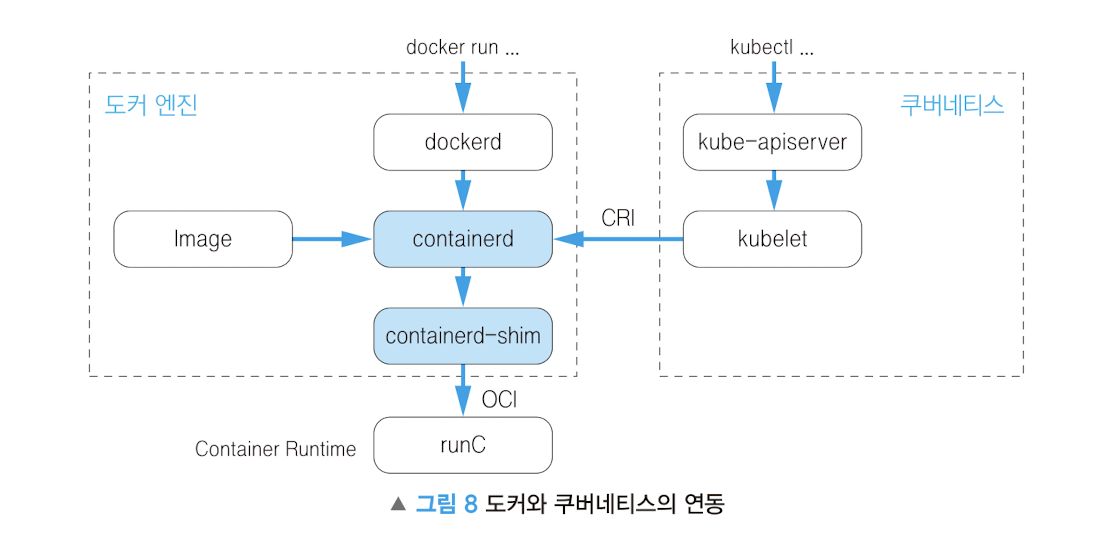 docker run ...
kubectl ...
도커 엔진
쿠버네티스
dockerd
kube-apiserver
Image
containerd
CRI
kubelet
containerd-shim
OCI
Container Runtime
runC
▲ 그림 8 도커와 쿠버네티스의 연동